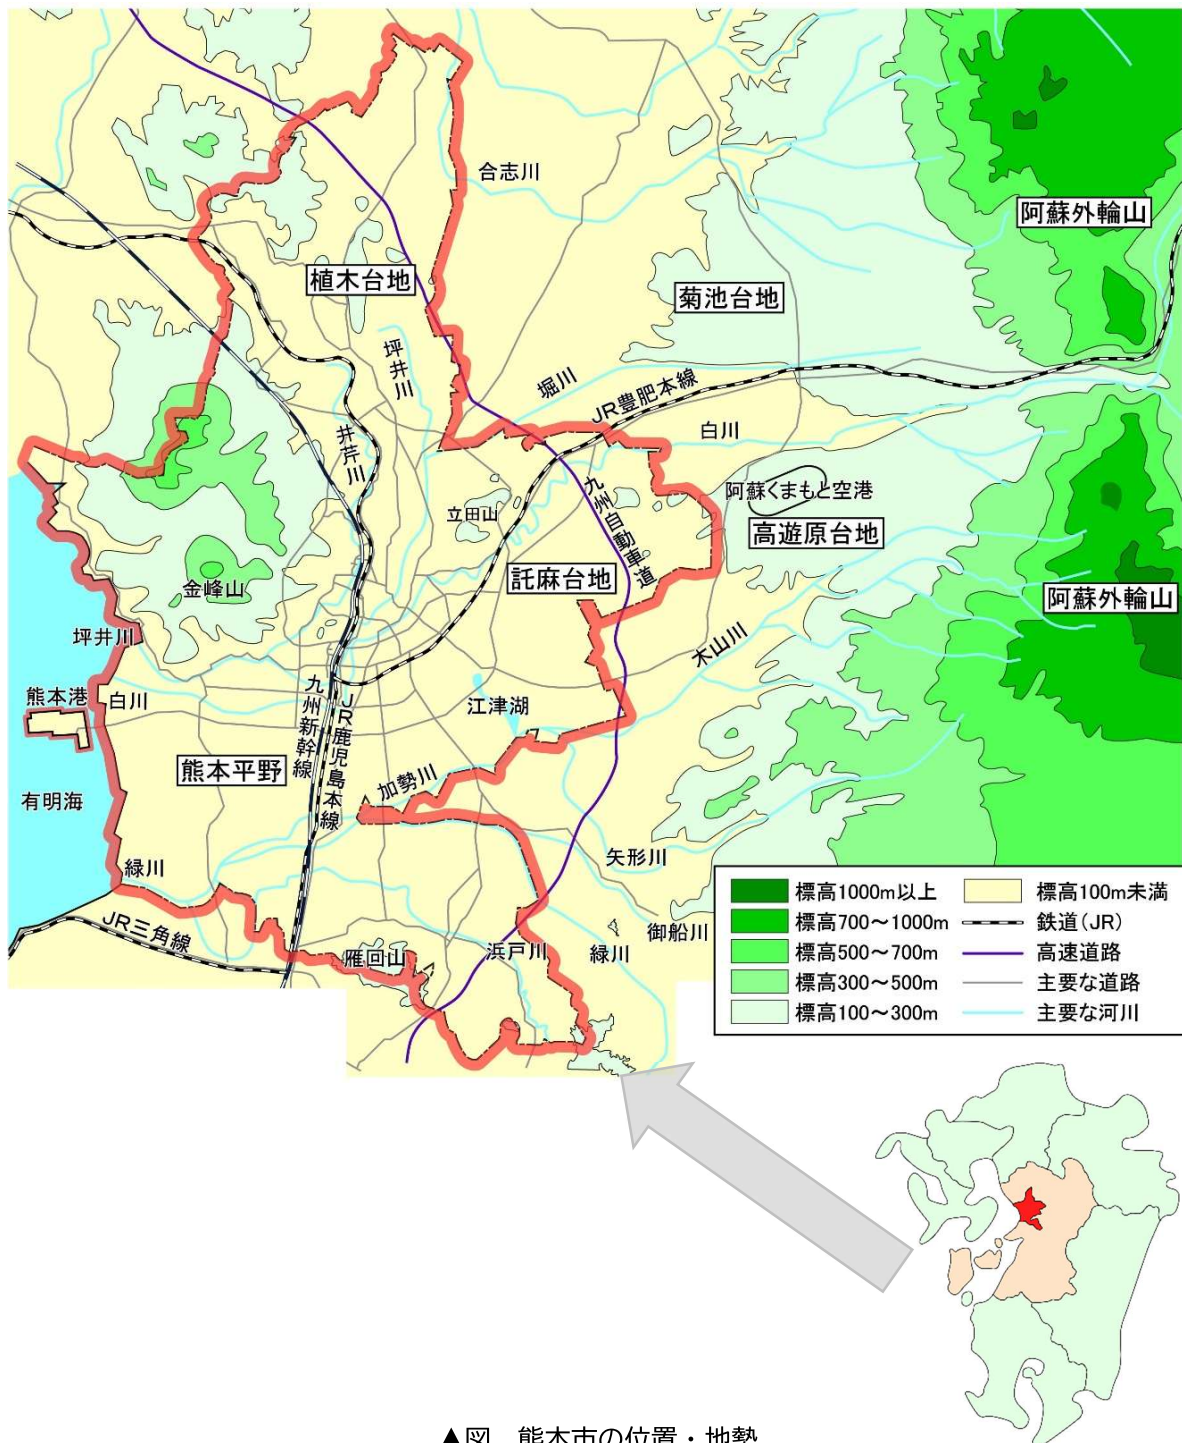 合志川
阿蘇外輪山
植木台地
菊池台地
坪井川
堀川
JR豊肥本線
白川
井芹川
立田山
九州自動車道
阿蘇くまもと空港
高遊原台地
託麻台地
金峰山
阿蘇外輪山
坪井川
木山川
熊本港
白川
九州新幹線
JR鹿児島本線
江津湖
熊本平野
加勢川
有明海
緑川
矢形川
JR三角線
雁回山
浜戸川
緑川
御船川
標高1000m以上
標高700～1000m
標高500～700m
標高300～500m
標高100～300m
標高100m未満
鉄道(JR)
高速道路
主要な道路
主要な河川
▲図 熊本市の位置・地勢